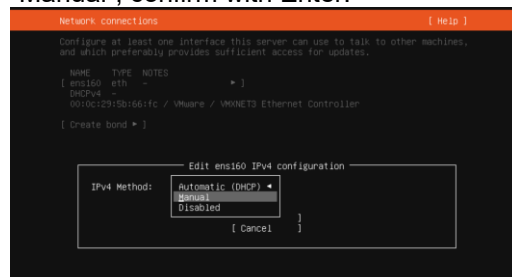 "Manual", confirm with Enter.
Network connections [ Help ]
Configure at least one interface this server can use to talk to other machines,
and which preferably provides sufficient access for updates.
NAME TYPE NOTES
[ ens160 eth - ▸ ]
DHCPv4 -
00:0c:29:5b:66:fc / VMware / VMXNET3 Ethernet Controller
[ Create bond ▸ ]
Edit ens160 IPv4 configuration
IPv4 Method: Automatic (DHCP) ◂
Manual
Disabled
]
[ Cancel ]